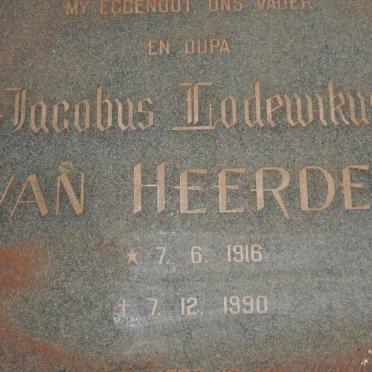 MY EGGENOOT, ONS VADER
EN OUPA
Jacobus Lodewikus
VAN HEERDE
★ 7. 6. 1916
† 7. 12. 1990